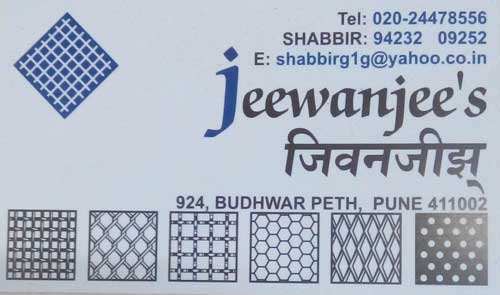 Tel: 020-24478556
SHABBIR: 94232 09252
E: shabbirg1g@yahoo.co.in
jeewanjee's
जिवनजीझ्
924, BUDHWAR PETH, PUNE 411002